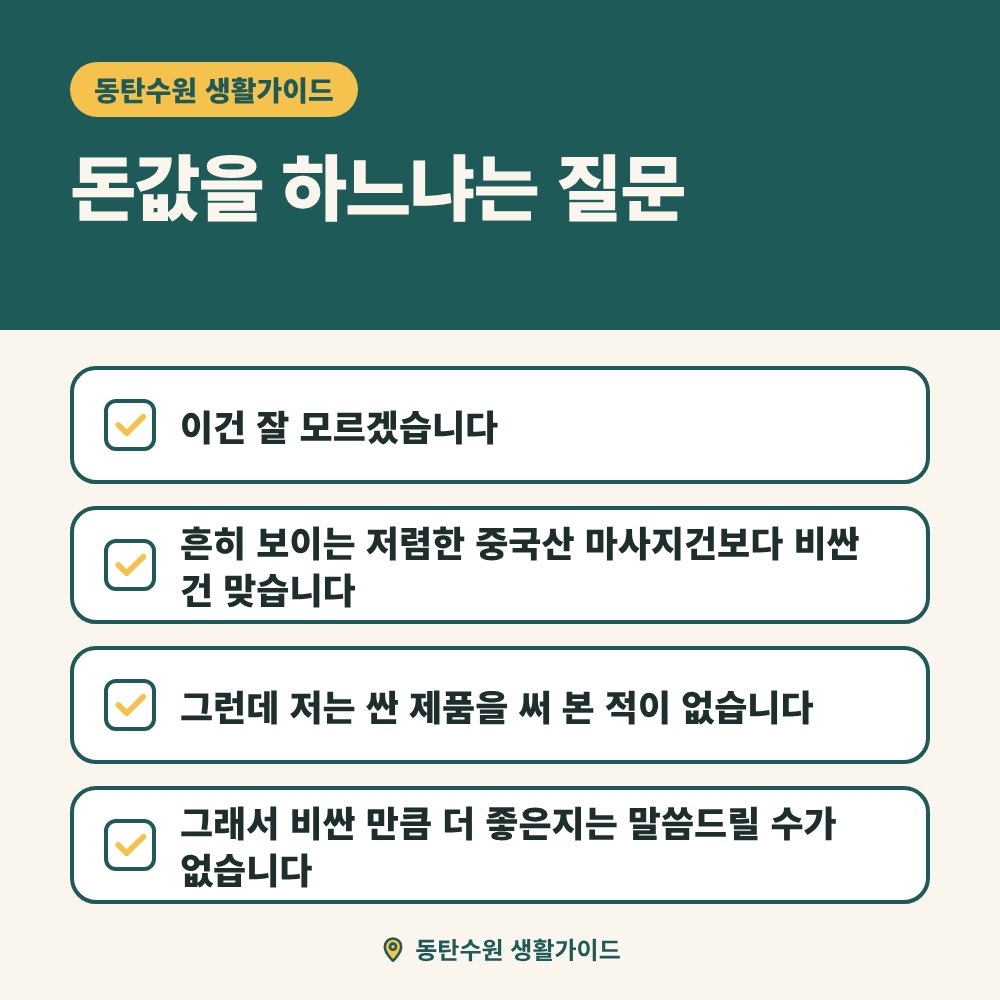 동탄수원 생활가이드
돈값을 하느냐는 질문
이건 잘 모르겠습니다
흔히 보이는 저렴한 중국산 마사지건보다 비싼
건 맞습니다
그런데 저는 싼 제품을 써 본 적이 없습니다
그래서 비싼 만큼 더 좋은지는 말씀드릴 수가
없습니다
동탄수원 생활가이드